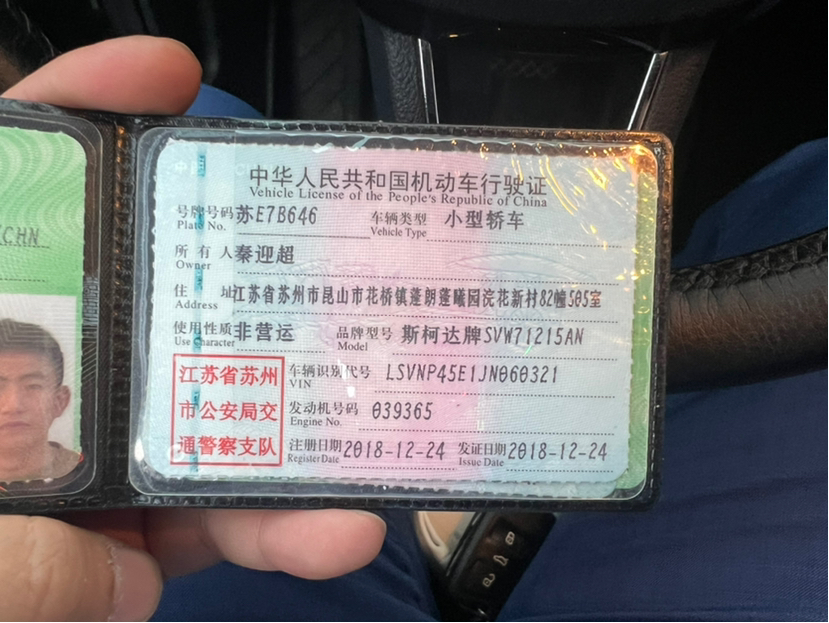 CHN
中华人民共和国机动车行驶证
Vehicle License of the People's Republic of China
号牌号码 苏E7B646 车辆类型 小型轿车
Plate No. Vehicle Type
所有人 秦迎超
Owner
住址 江苏省苏州市昆山市花桥镇蓬朗蓬曦园浣花新村82幢505室
Address
使用性质 非营运 品牌型号 斯柯达牌SVW71215AN
Use Character Model
江苏省苏州
市公安局交
通警察支队
车辆识别代号 LSVNP45E1JN060321
VIN
发动机号码 039365
Engine No.
注册日期 2018-12-24 发证日期 2018-12-24
Register Date Issue Date